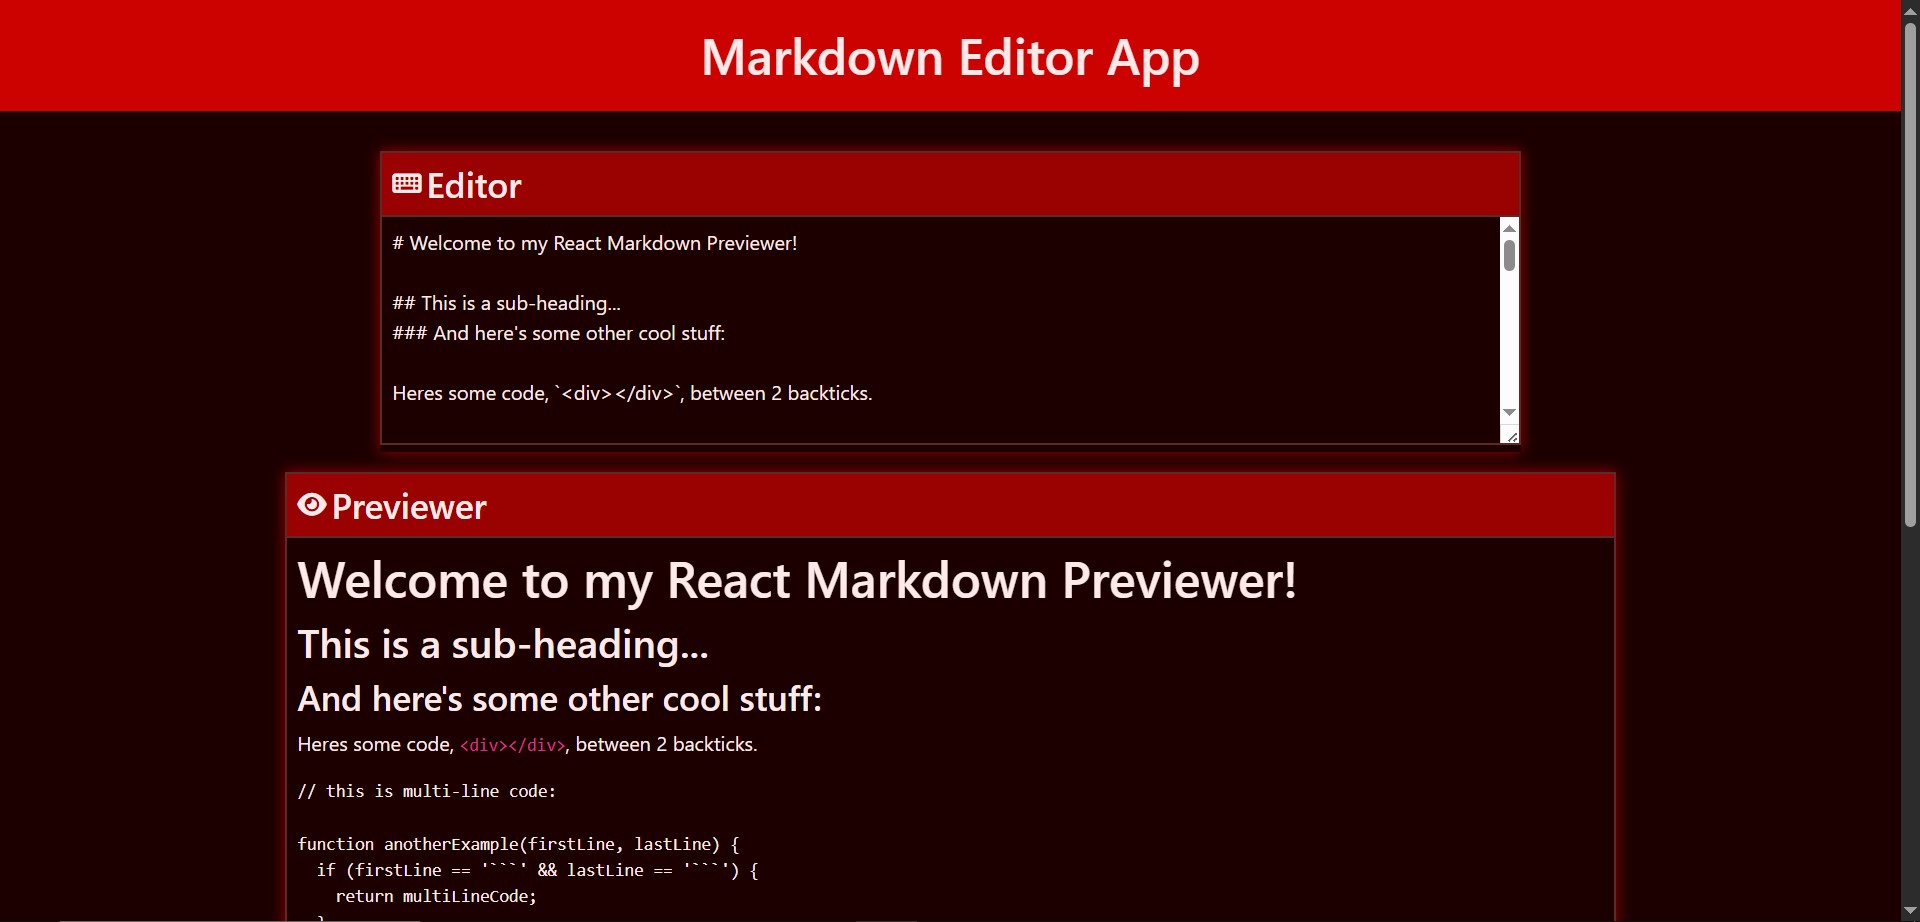 Markdown Editor App
Editor
# Welcome to my React Markdown Previewer!
## This is a sub-heading...
### And here's some other cool stuff:
Heres some code, `<div></div>`, between 2 backticks.
Previewer
Welcome to my React Markdown Previewer!
This is a sub-heading...
And here's some other cool stuff:
Heres some code, <div></div>, between 2 backticks.
// this is multi-line code:
function anotherExample(firstLine, lastLine) {
  if (firstLine == '```' && lastLine == '```') {
    return multiLineCode;
  }